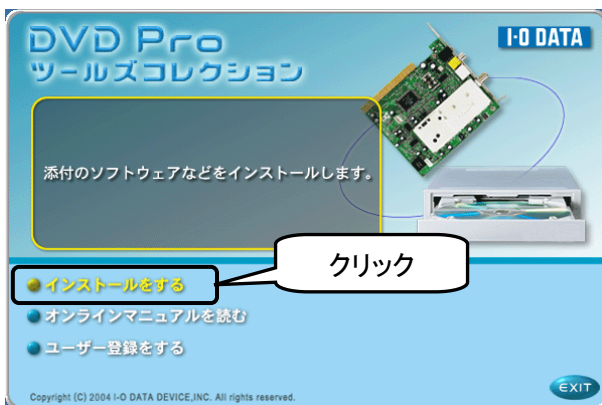 DVD Pro
ツールズコレクション
I-O DATA
添付のソフトウェアなどをインストールします。
クリック
インストールをする
オンラインマニュアルを読む
ユーザー登録をする
Copyright (C) 2004 I-O DATA DEVICE,INC. All rights reserved.
EXIT